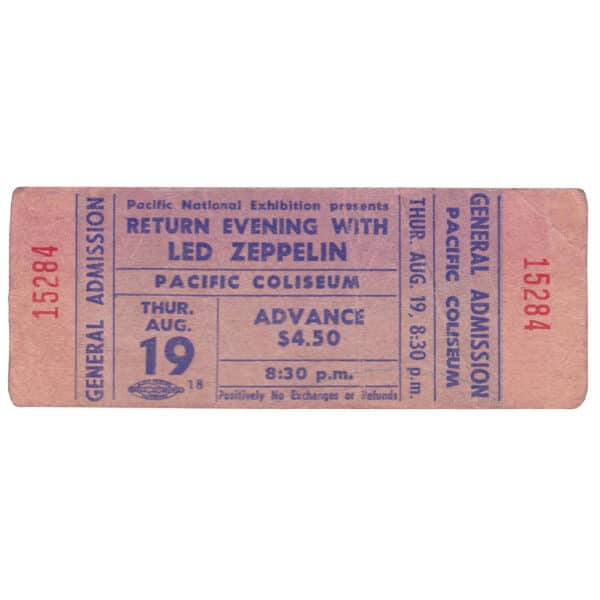 15284
GENERAL ADMISSION
Pacific National Exhibition presents
RETURN EVENING WITH
LED ZEPPELIN
PACIFIC COLISEUM
THUR.
AUG.
19
18
ADVANCE
$4.50
8:30 p.m.
Positively No Exchanges or Refunds
THUR. AUG. 19, 8:30 p.m.
PACIFIC COLISEUM
GENERAL ADMISSION
15284